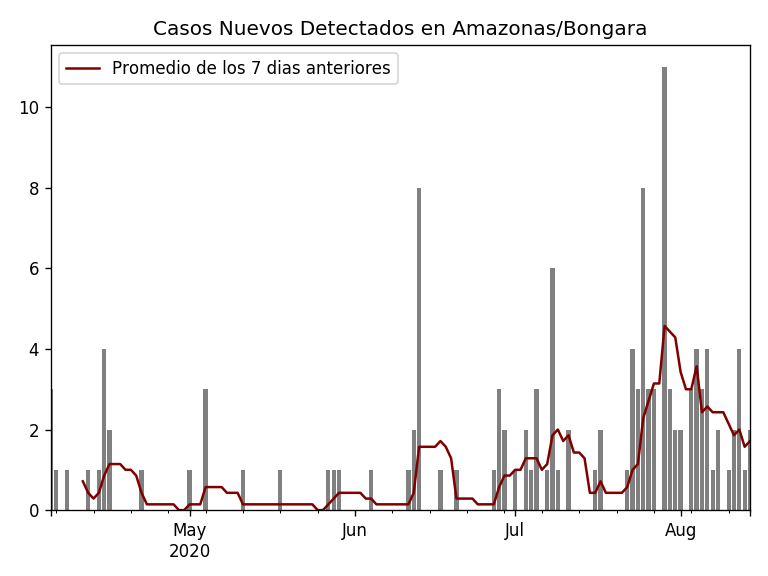 Casos Nuevos Detectados en Amazonas/Bongara
Promedio de los 7 dias anteriores
10
8
6
4
2
0
May
2020
Jun
Jul
Aug